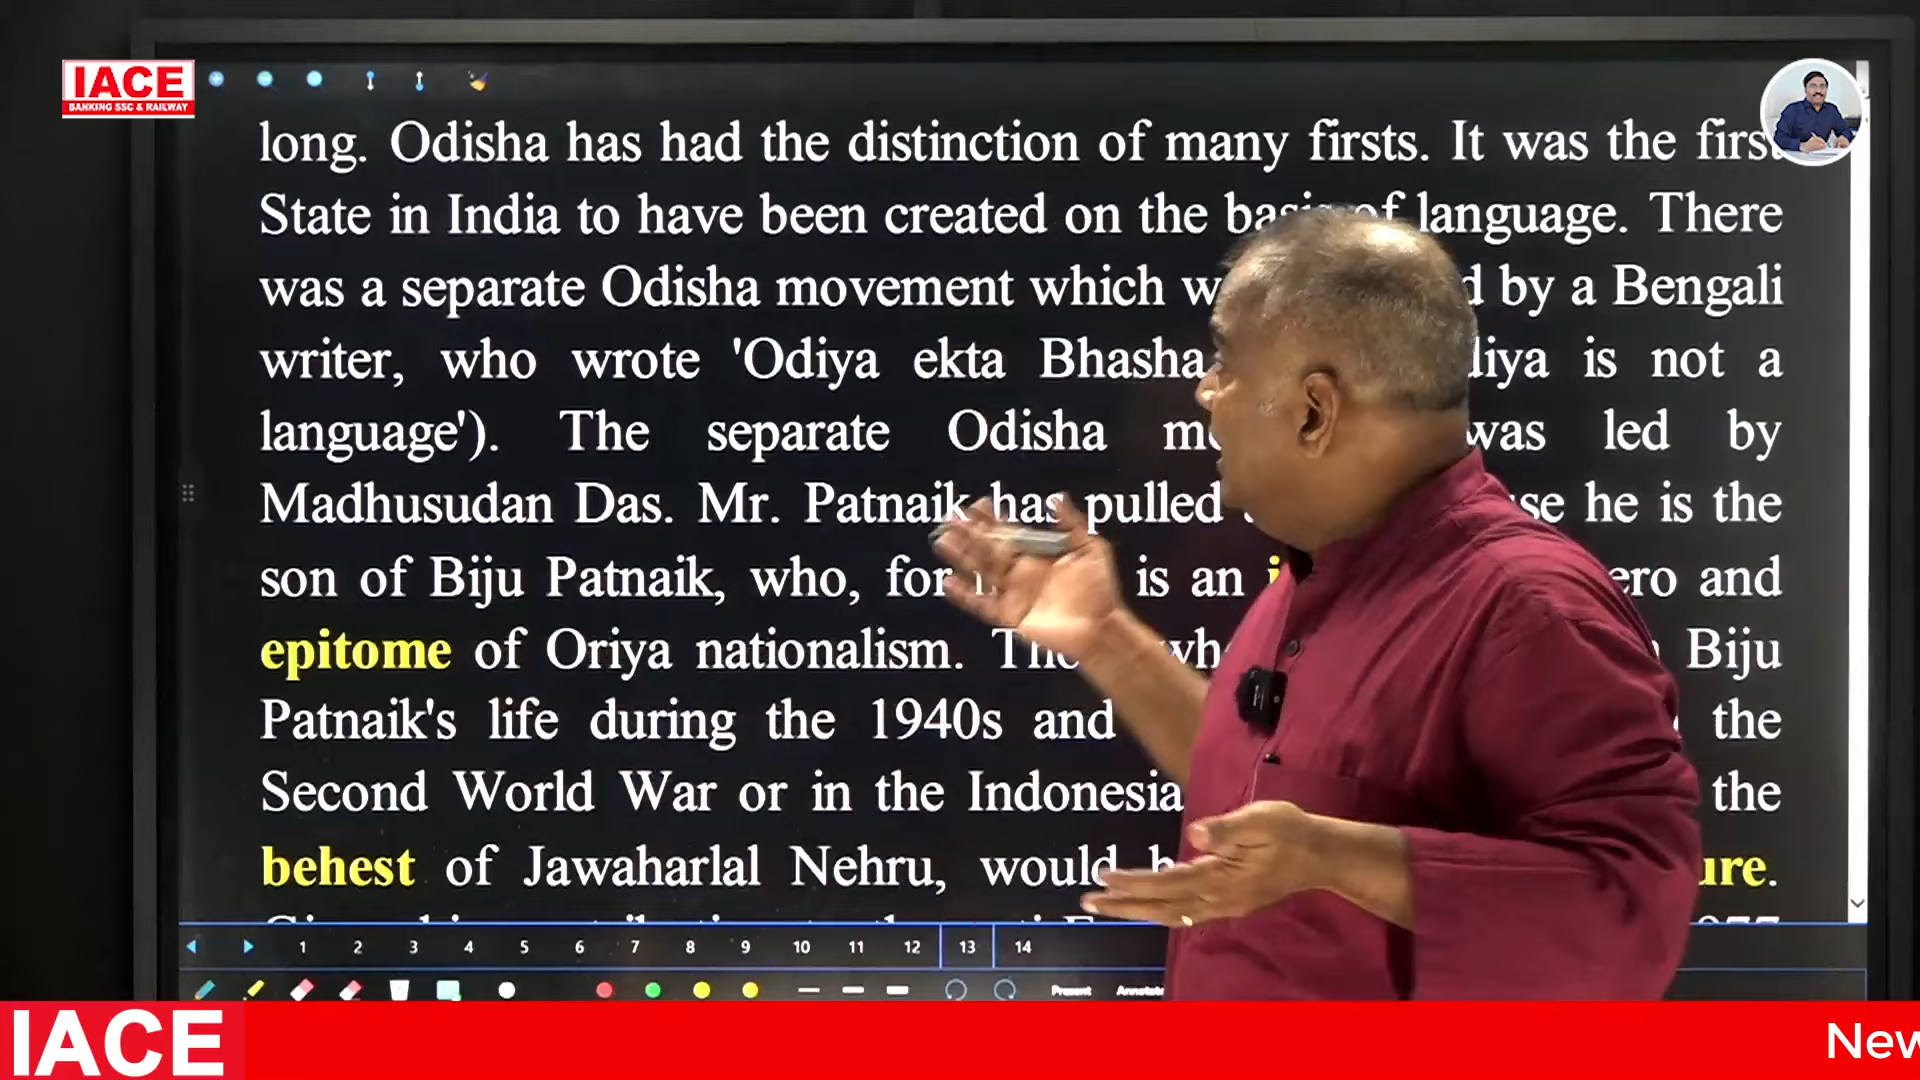 IACE
BANKING SSC & RAILWAY
long. Odisha has had the distinction of many firsts. It was the first
State in India to have been created on the basis of language. There
was a separate Odisha movement which by a Bengali
writer, who wrote 'Odiya ekta Bhasha is not a
language'). The separate Odisha was led by
Madhusudan Das. Mr. Patnaik has pulled he is the
son of Biju Patnaik, who, for is an and
epitome of Oriya nationalism. Biju
Patnaik's life during the 1940s and the
Second World War or in the Indonesia the
behest of Jawaharlal Nehru, would
1 2 3 4 5 6 7 8 9 10 11 12 13 14
Present Annotate
IACE New